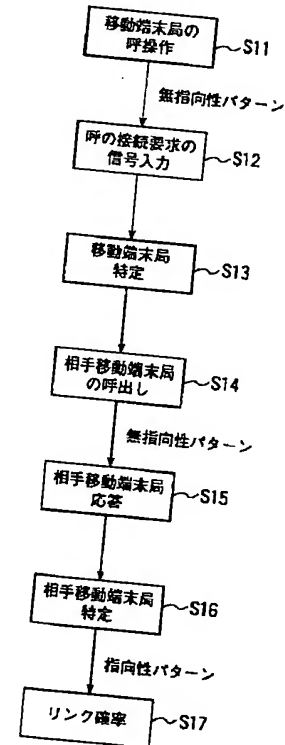 移動端末局の
呼操作
S11
無指向性パターン
呼の接続要求の
信号入力
S12
移動端末局
特定
S13
相手移動端末局
の呼出し
S14
無指向性パターン
相手移動端末局
応答
S15
相手移動端末局
特定
S16
指向性パターン
リンク確率
S17